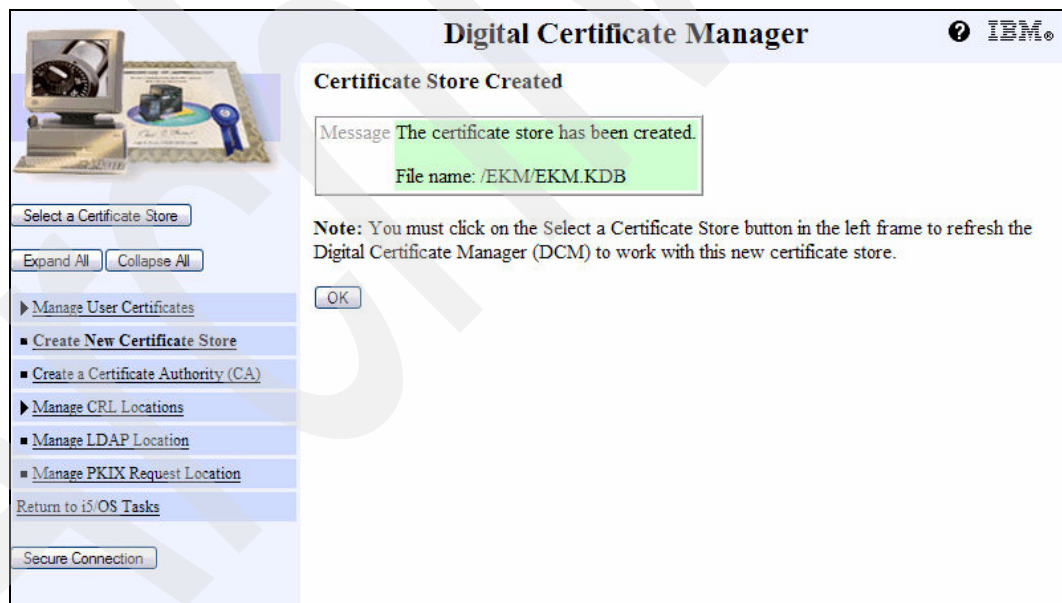 Digital Certificate Manager
? IBM®
Certificate Store Created
Message The certificate store has been created.
File name: /EKM/EKM.KDB
Note: You must click on the Select a Certificate Store button in the left frame to refresh the
Digital Certificate Manager (DCM) to work with this new certificate store.
OK
Select a Certificate Store
Expand All Collapse All
Manage User Certificates
Create New Certificate Store
Create a Certificate Authority (CA)
Manage CRL Locations
Manage LDAP Location
Manage PKIX Request Location
Return to i5/OS Tasks
Secure Connection